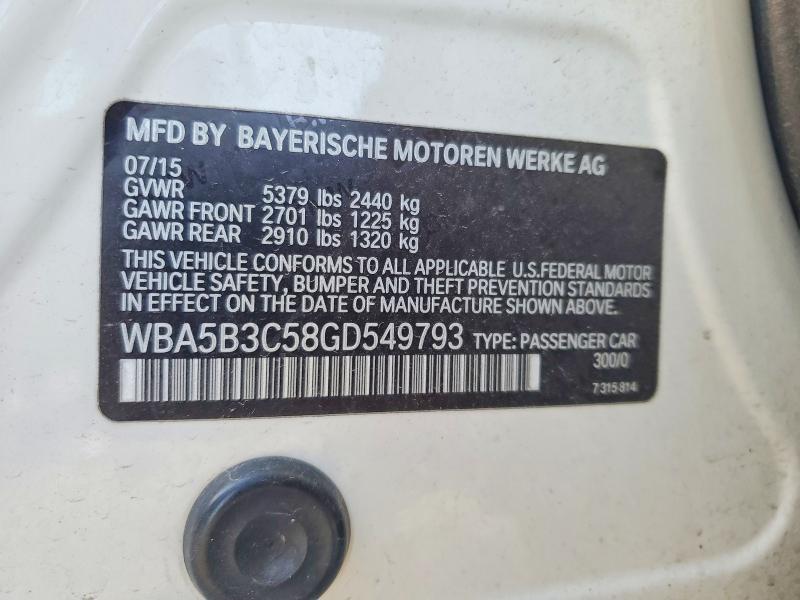 MFD BY BAYERISCHE MOTOREN WERKE AG
07/15
GVWR 5379 lbs 2440 kg
GAWR FRONT 2701 lbs 1225 kg
GAWR REAR 2910 lbs 1320 kg
THIS VEHICLE CONFORMS TO ALL APPLICABLE U.S.FEDERAL MOTOR
VEHICLE SAFETY, BUMPER AND THEFT PREVENTION STANDARDS
IN EFFECT ON THE DATE OF MANUFACTURE SHOWN ABOVE.
WBA5B3C58GD549793 TYPE: PASSENGER CAR
300/0
7 315 814